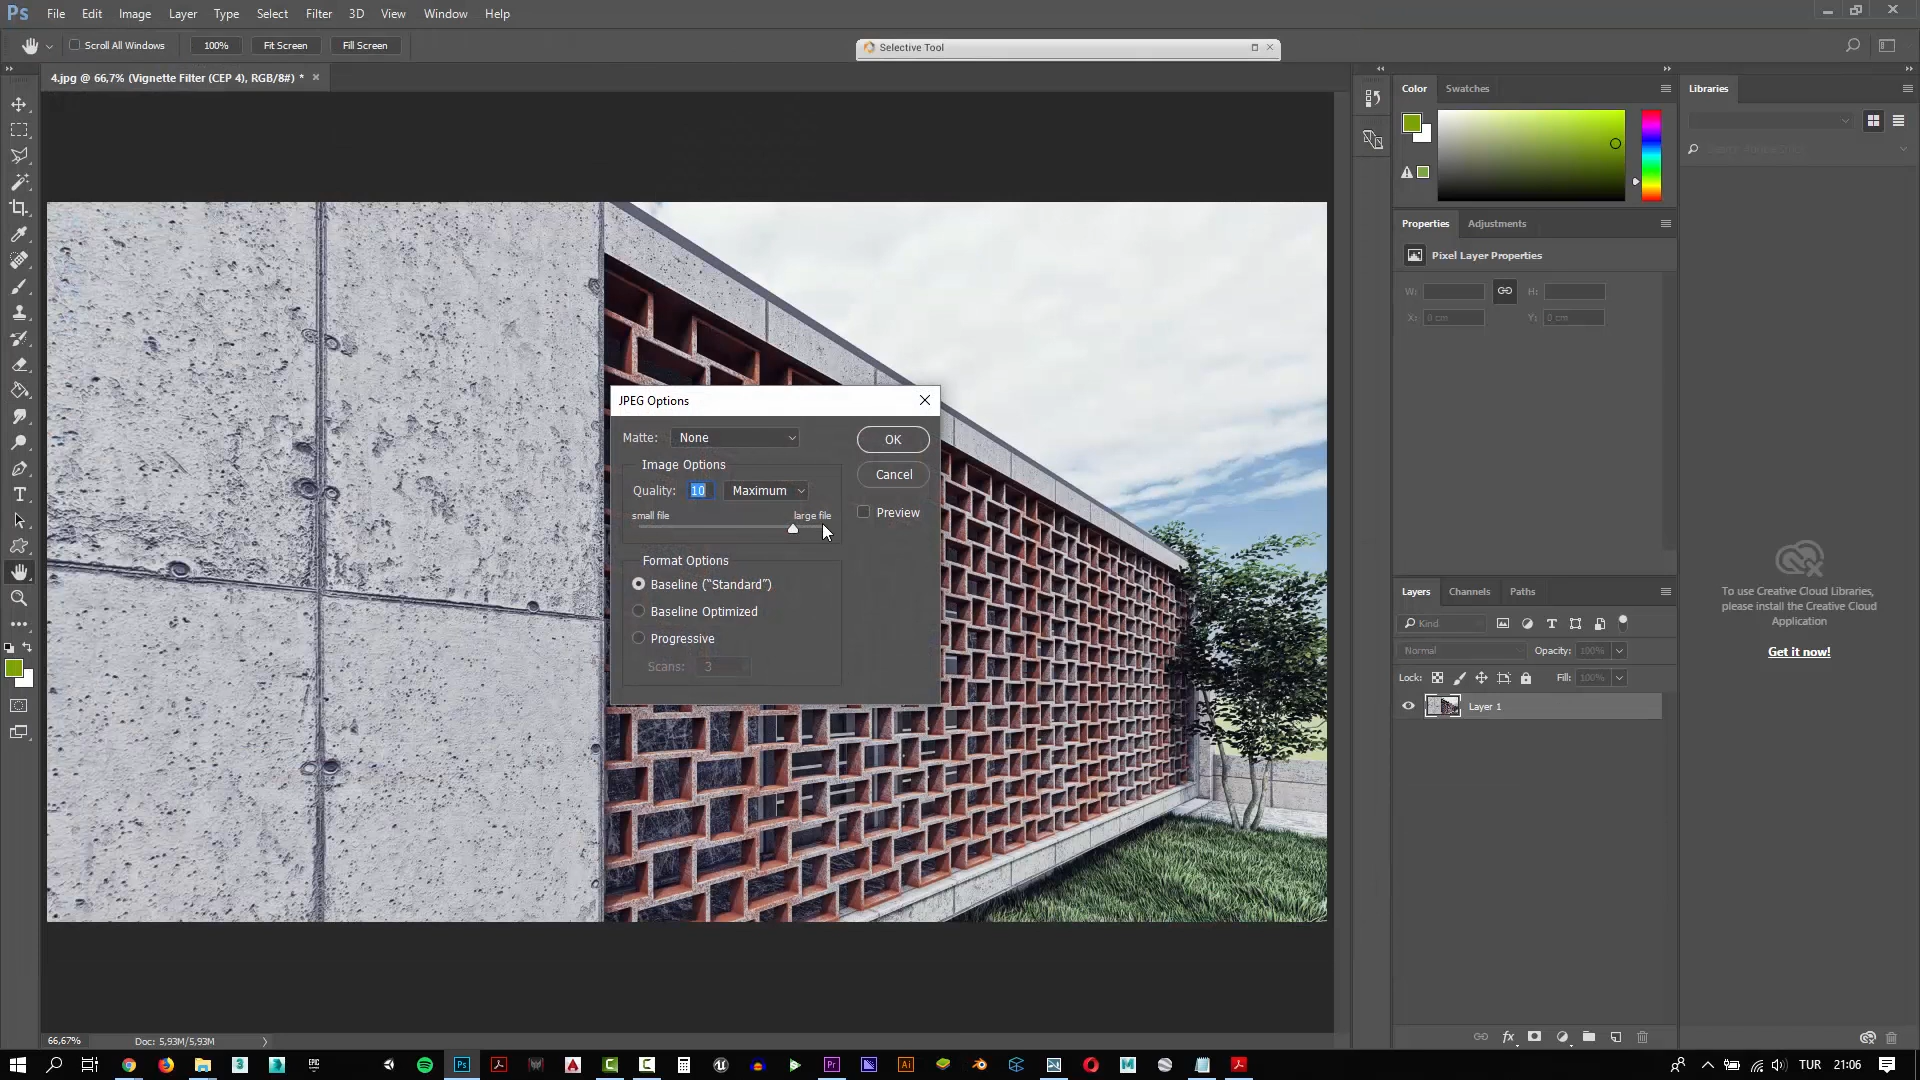 Ps File Edit Image Layer Type Select Filter 3D View Window Help
Scroll All Windows 100% Fit Screen Fill Screen
Selective Tool
4.jpg @ 66,7% (Vignette Filter (CEP 4), RGB/8#) * ×
Color Swatches
Libraries
Properties Adjustments
Pixel Layer Properties
W: H:
X: 0 cm Y: 0 cm
JPEG Options
Matte: None
OK
Image Options
Cancel
Quality: 10 Maximum
small file large file
Preview
Format Options
Baseline (“Standard”)
Baseline Optimized
Progressive
Scans: 3
Layers Channels Paths
Kind
Normal Opacity: 100%
Lock: Fill: 100%
Layer 1
To use Creative Cloud Libraries,
please install the Creative Cloud
Application
Get it now!
66,67% Doc: 5,93M/5,93M
TUR 21:06